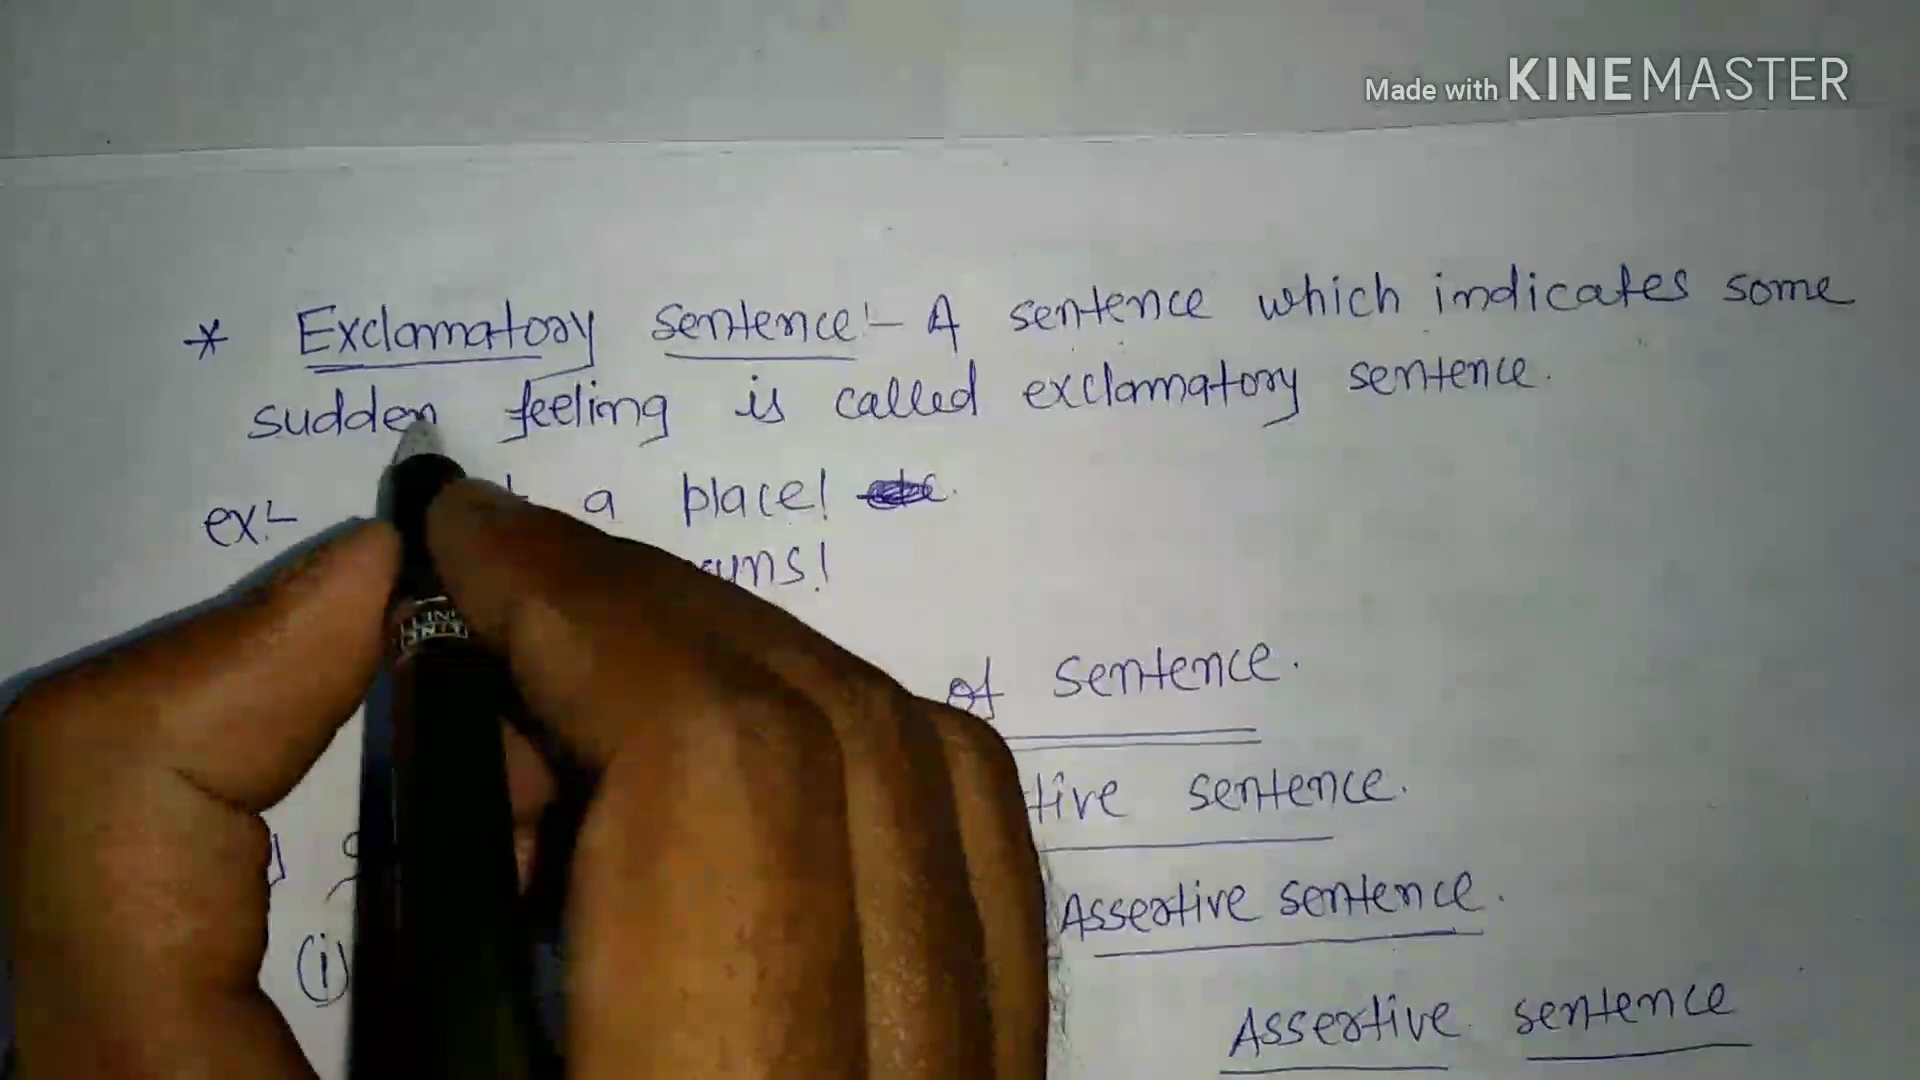 Made with KINEMASTER
* Exclamatory sentence:- A sentence which indicates some
sudden feeling is called exclamatory sentence.
ex:- a place!
of sentence.
sentence.
Assertive sentence.
(i)
Assertive sentence